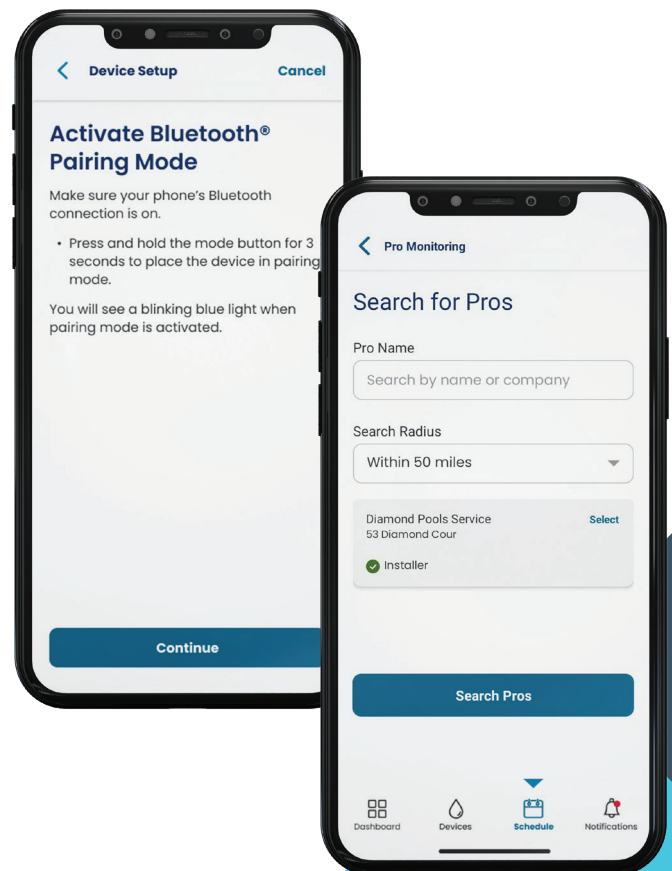 Device Setup
Cancel
Activate Bluetooth®
Pairing Mode
Make sure your phone's Bluetooth
connection is on.
• Press and hold the mode button for 3
seconds to place the device in pairing
mode.
You will see a blinking blue light when
pairing mode is activated.
Continue
Pro Monitoring
Search for Pros
Pro Name
Search by name or company
Search Radius
Within 50 miles
Diamond Pools Service
Select
53 Diamond Cour
Installer
Search Pros
Dashboard
Devices
Schedule
Notifications